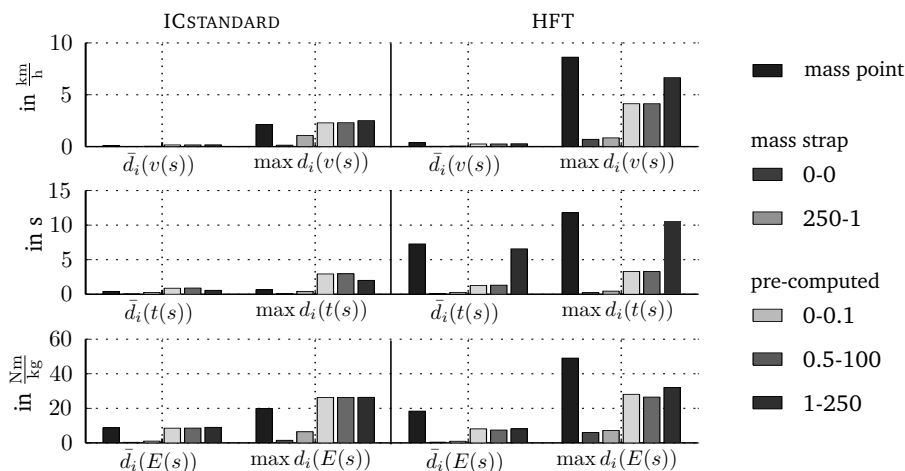 ICSTANDARD HFT
10
5
0
in km/h
d̄ᵢ(v(s)) max dᵢ(v(s)) d̄ᵢ(v(s)) max dᵢ(v(s))
15
10
5
0
in s
d̄ᵢ(t(s)) max dᵢ(t(s)) d̄ᵢ(t(s)) max dᵢ(t(s))
60
40
20
0
in Nm/kg
d̄ᵢ(E(s)) max dᵢ(E(s)) d̄ᵢ(E(s)) max dᵢ(E(s))
mass point
mass strap
0-0
250-1
pre-computed
0-0.1
0.5-100
1-250